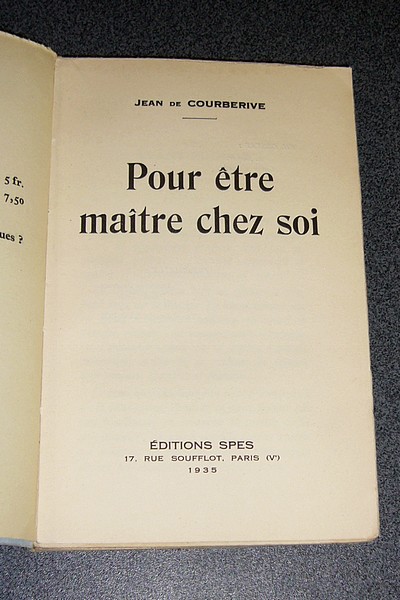 5 fr.
7,50
ues ?
JEAN DE COURBERIVE
Pour être
maître chez soi
ÉDITIONS SPES
17, RUE SOUFFLOT, PARIS (Vᵉ)
1935